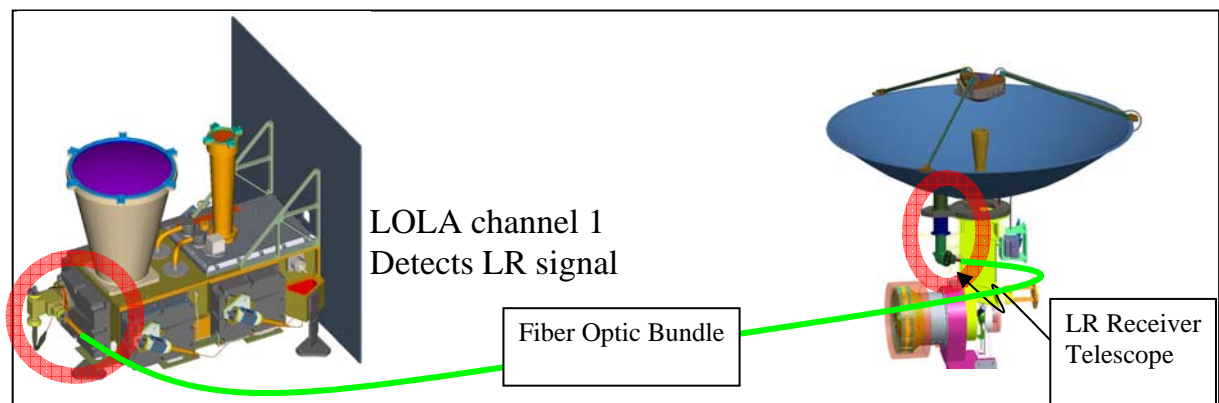 LOLA channel 1
Detects LR signal
Fiber Optic Bundle
LR Receiver
Telescope